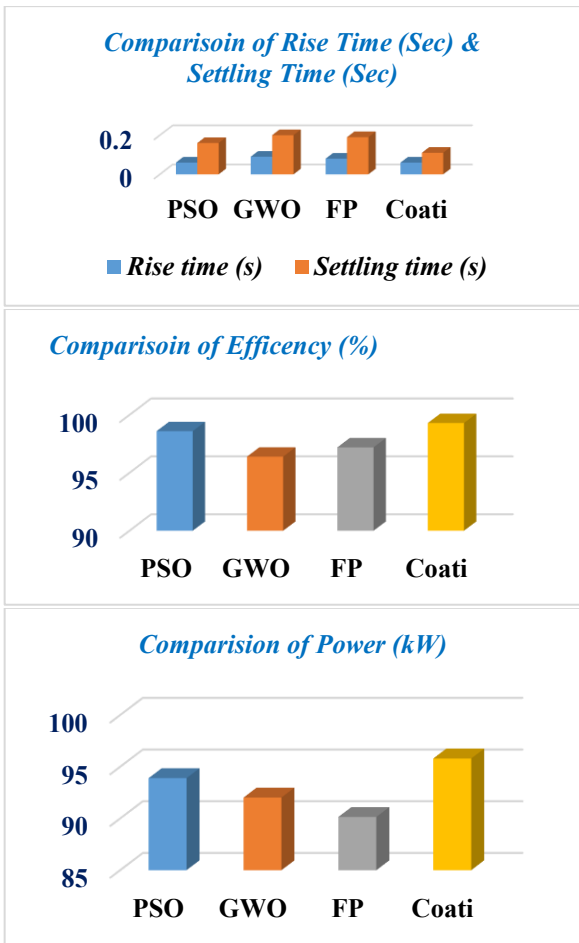 Comparisoin of Rise Time (Sec) &
Settling Time (Sec)
0.2
0
PSO GWO FP Coati
Rise time (s) Settling time (s)
Comparisoin of Efficency (%)
100
95
90
PSO GWO FP Coati
Comparision of Power (kW)
100
95
90
85
PSO GWO FP Coati